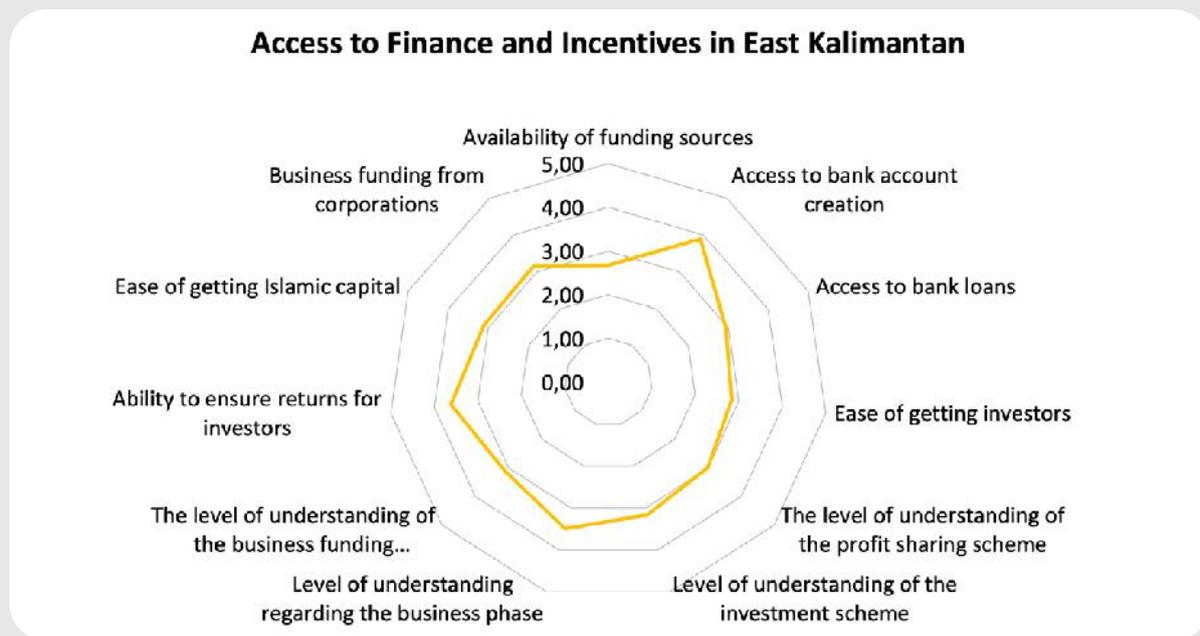 Access to Finance and Incentives in East Kalimantan
Availability of funding sources
5,00
4,00
3,00
2,00
1,00
0,00
Access to bank account
creation
Access to bank loans
Ease of getting investors
The level of understanding of
the profit sharing scheme
Level of understanding of the
investment scheme
Level of understanding
regarding the business phase
The level of understanding of
the business funding...
Ability to ensure returns for
investors
Ease of getting Islamic capital
Business funding from
corporations